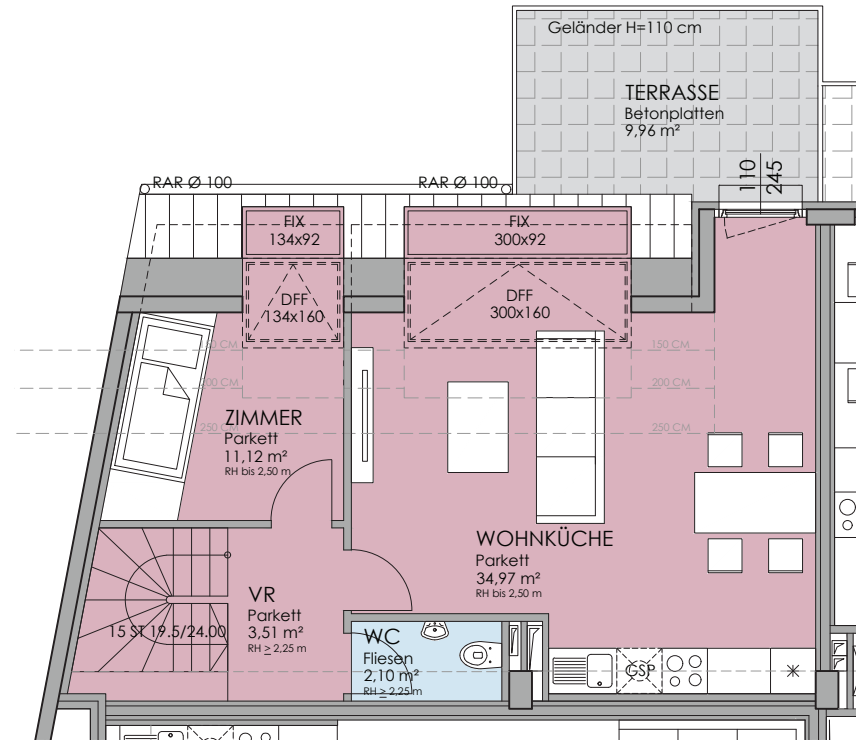 Geländer H=110 cm
TERRASSE
Betonplatten
9,96 m²
110
245
RAR Ø 100
RAR Ø 100
FIX
134x92
FIX
300x92
DFF
134x160
DFF
300x160
150 CM
200 CM
250 CM
150 CM
200 CM
250 CM
ZIMMER
Parkett
11,12 m²
RH bis 2,50 m
WOHNKÜCHE
Parkett
34,97 m²
RH bis 2,50 m
VR
Parkett
3,51 m²
RH ≥ 2,25 m
15 ST 19.5/24.00
WC
Fliesen
2,10 m²
RH ≥ 2,25 m
GSP